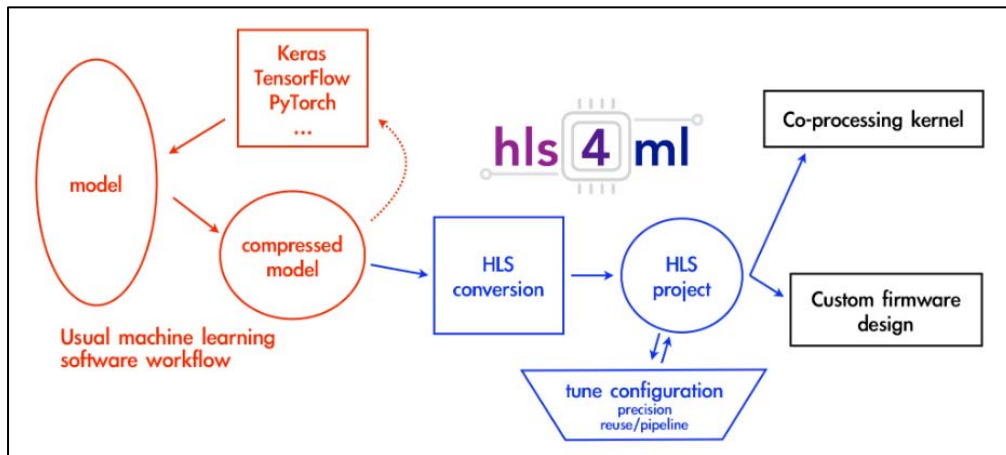 Keras
TensorFlow
PyTorch
...
model
compressed
model
Usual machine learning
software workflow
hls 4 ml
HLS
conversion
HLS
project
tune configuration
precision
reuse/pipeline
Co-processing kernel
Custom firmware
design